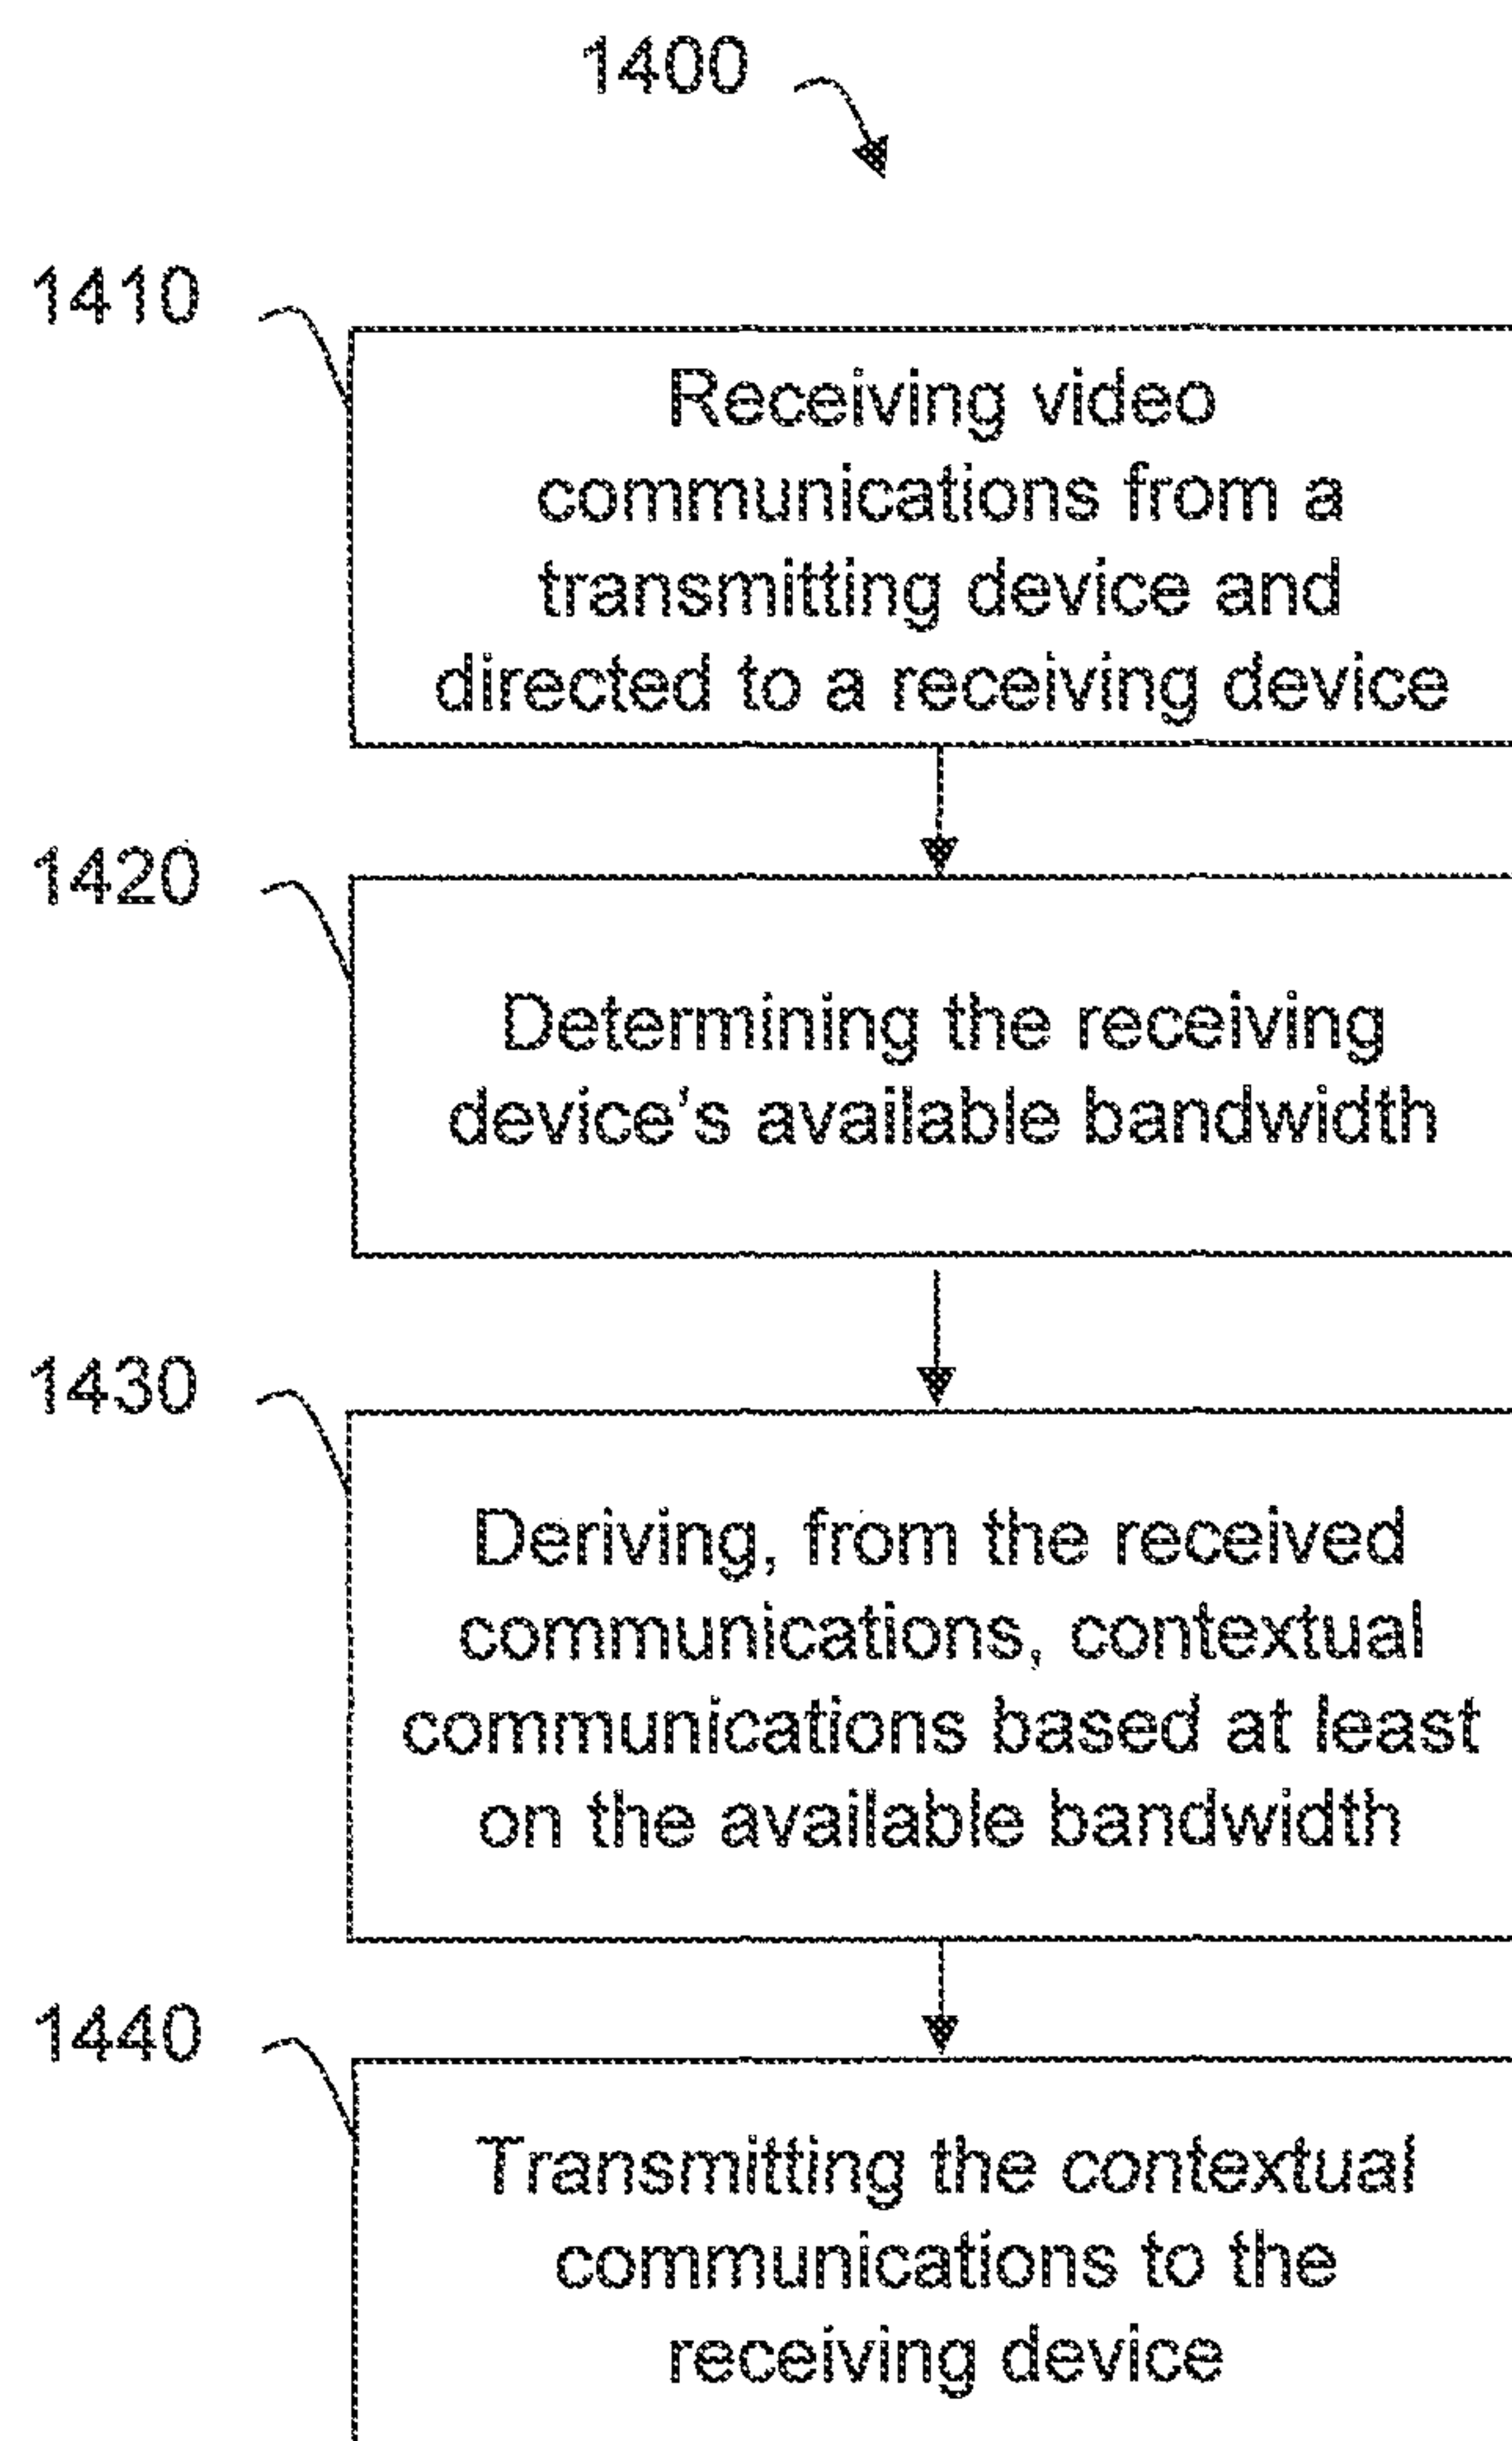 1400
1410
Receiving video
communications from a
transmitting device and
directed to a receiving device
1420
Determining the receiving
device's available bandwidth
1430
Deriving, from the received
communications, contextual
communications based at least
on the available bandwidth
1440
Transmitting the contextual
communications to the
receiving device